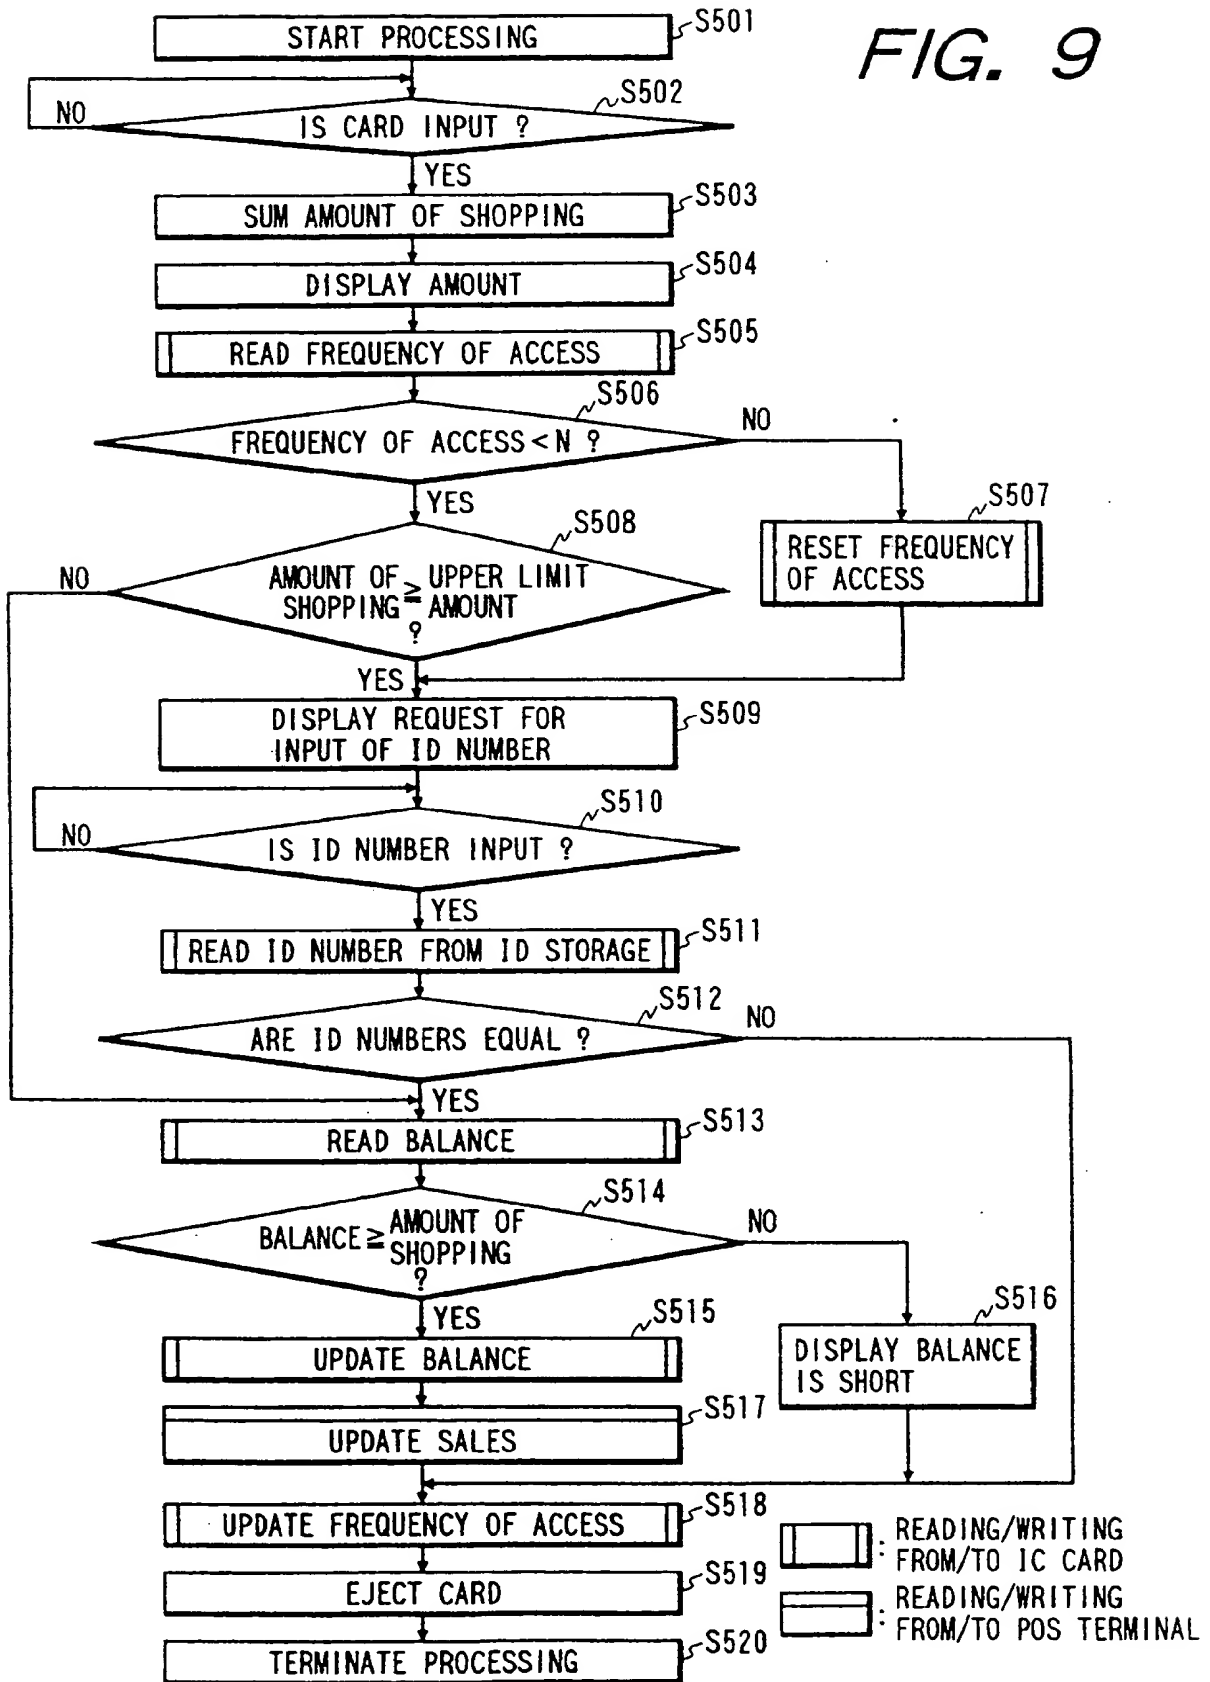 FIG. 9
START PROCESSING
S501
S502
IS CARD INPUT ?
NO
YES
SUM AMOUNT OF SHOPPING
S503
DISPLAY AMOUNT
S504
READ FREQUENCY OF ACCESS
S505
S506
FREQUENCY OF ACCESS < N ?
NO
YES
S507
RESET FREQUENCY
OF ACCESS
S508
AMOUNT OF SHOPPING ≧ UPPER LIMIT AMOUNT
?
NO
YES
DISPLAY REQUEST FOR
INPUT OF ID NUMBER
S509
S510
IS ID NUMBER INPUT ?
NO
YES
READ ID NUMBER FROM ID STORAGE
S511
S512
ARE ID NUMBERS EQUAL ?
NO
YES
READ BALANCE
S513
S514
BALANCE ≧ AMOUNT OF
SHOPPING
?
NO
YES
S515
UPDATE BALANCE
S516
DISPLAY BALANCE
IS SHORT
S517
UPDATE SALES
UPDATE FREQUENCY OF ACCESS
S518
EJECT CARD
S519
TERMINATE PROCESSING
S520
: READING/WRITING
FROM/TO IC CARD
: READING/WRITING
FROM/TO POS TERMINAL